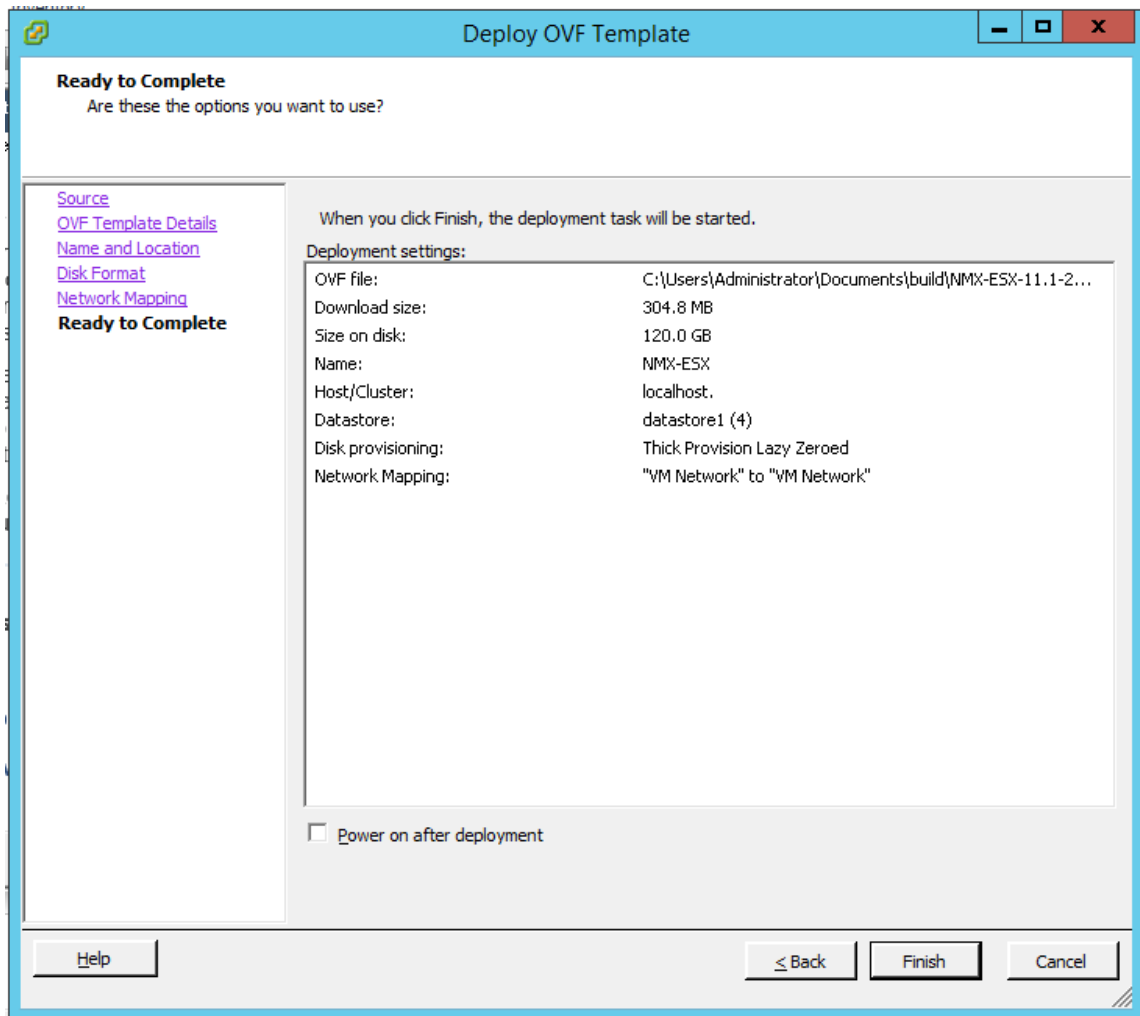 Inventory
Deploy OVF Template
Ready to Complete
Are these the options you want to use?
Source
OVF Template Details
Name and Location
Disk Format
Network Mapping
Ready to Complete
When you click Finish, the deployment task will be started.
Deployment settings:
OVF file: C:\Users\Administrator\Documents\build\NMX-ESX-11.1-2...
Download size: 304.8 MB
Size on disk: 120.0 GB
Name: NMX-ESX
Host/Cluster: localhost.
Datastore: datastore1 (4)
Disk provisioning: Thick Provision Lazy Zeroed
Network Mapping: "VM Network" to "VM Network"
Power on after deployment
Help
< Back
Finish
Cancel